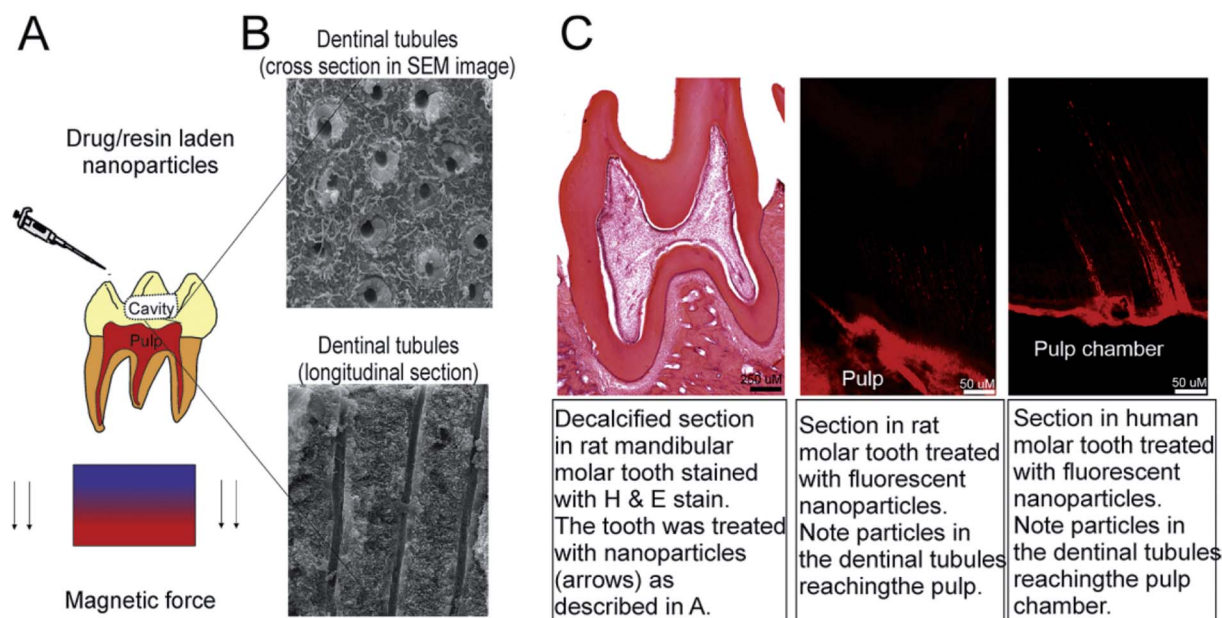 A
Drug/resin laden
nanoparticles
Cavity
Pulp
Magnetic force
B
Dentinal tubules
(cross section in SEM image)
Dentinal tubules
(longitudinal section)
C
250 uM
Pulp
50 uM
Pulp chamber
50 uM
Decalcified section
in rat mandibular
molar tooth stained
with H & E stain.
The tooth was treated
with nanoparticles
(arrows) as
described in A.
Section in rat
molar tooth treated
with fluorescent
nanoparticles.
Note particles in
the dentinal tubules
reachingthe pulp.
Section in human
molar tooth treated
with fluorescent
nanoparticles.
Note particles in
the dentinal tubules
reachingthe pulp
chamber.